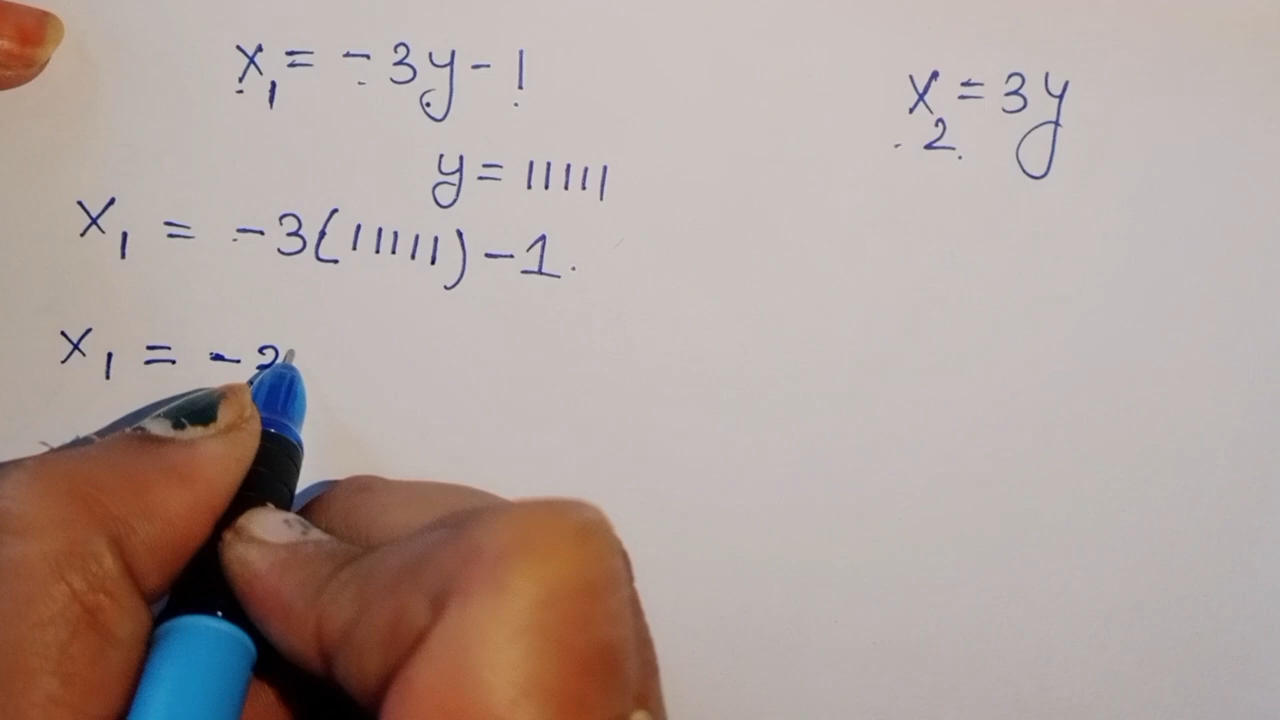 x₁ = -3y - 1
y = 11111
x₁ = -3(11111) - 1.
x₁ = -
x₂ = 3y